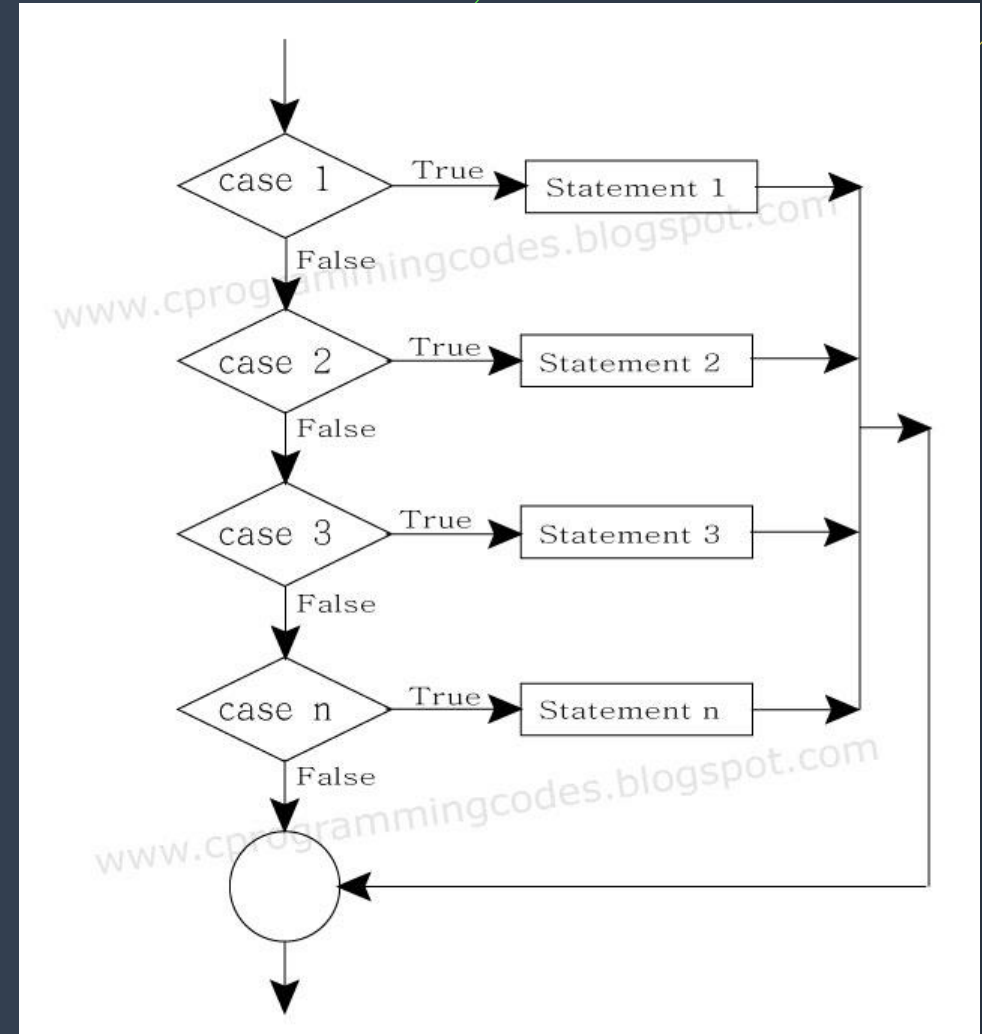 case 1
True
Statement 1
False
www.cprogrammingcodes.blogspot.com
case 2
True
Statement 2
False
case 3
True
Statement 3
False
case n
True
Statement n
False
www.cprogrammingcodes.blogspot.com